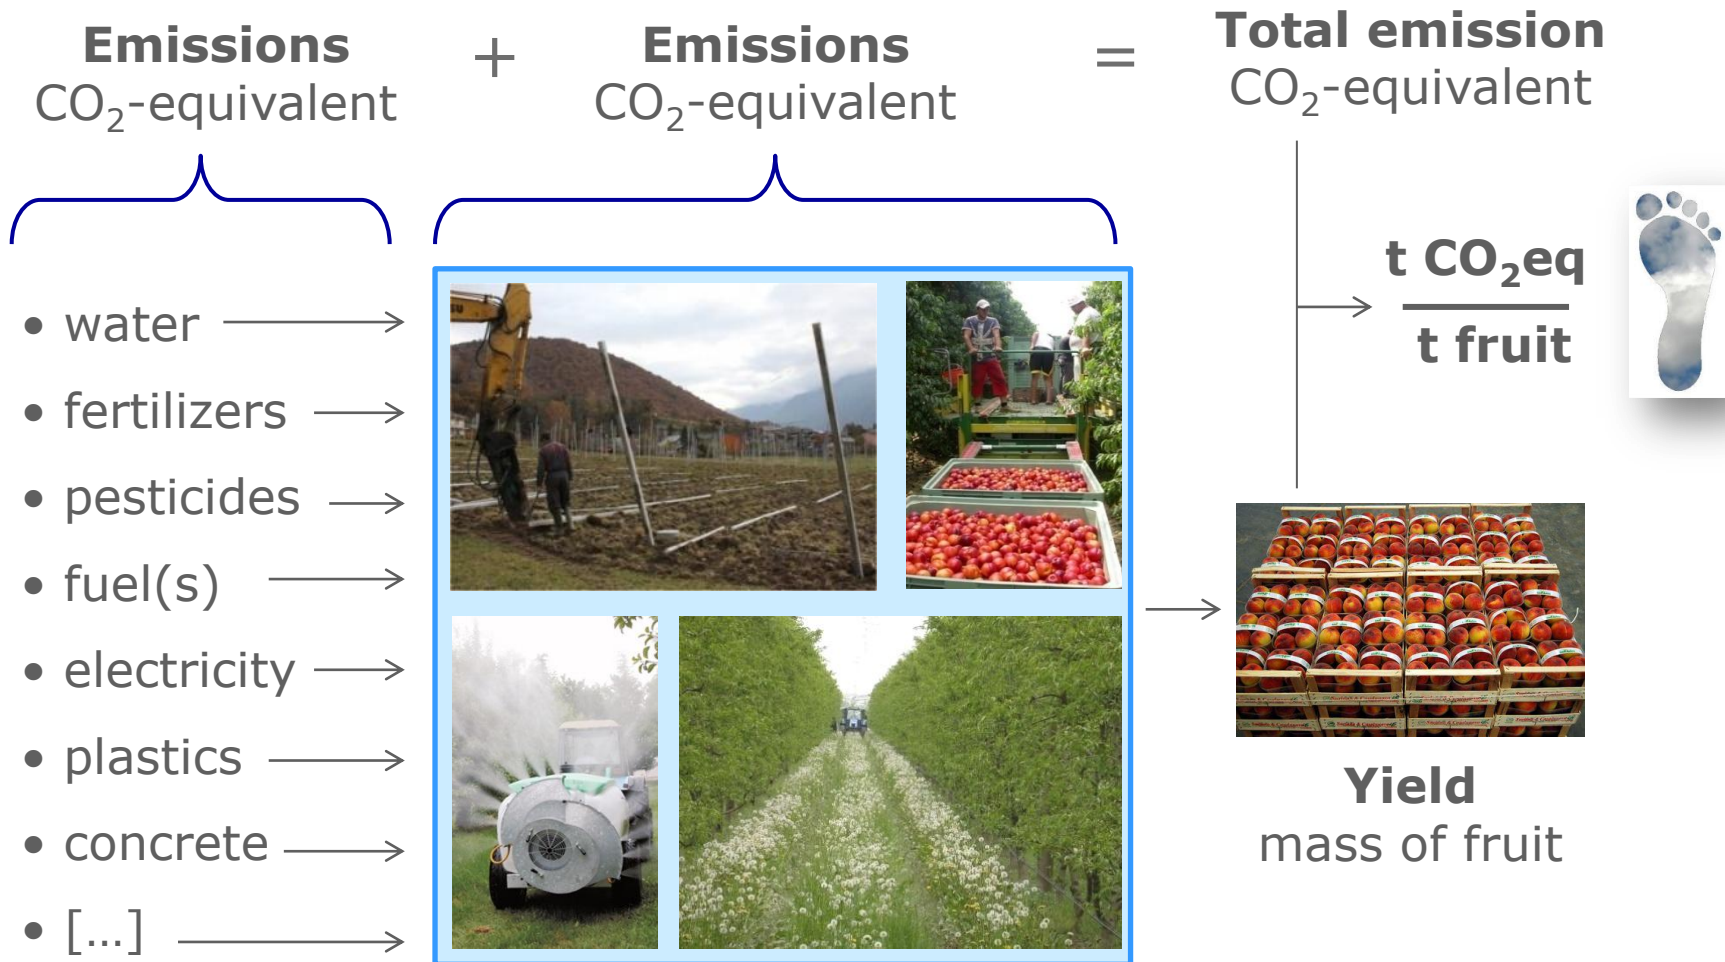 Emissions
CO₂-equivalent
+
Emissions
CO₂-equivalent
=
Total emission
CO₂-equivalent
• water
• fertilizers
• pesticides
• fuel(s)
• electricity
• plastics
• concrete
• [...]
t CO₂eq
t fruit
Yield
mass of fruit